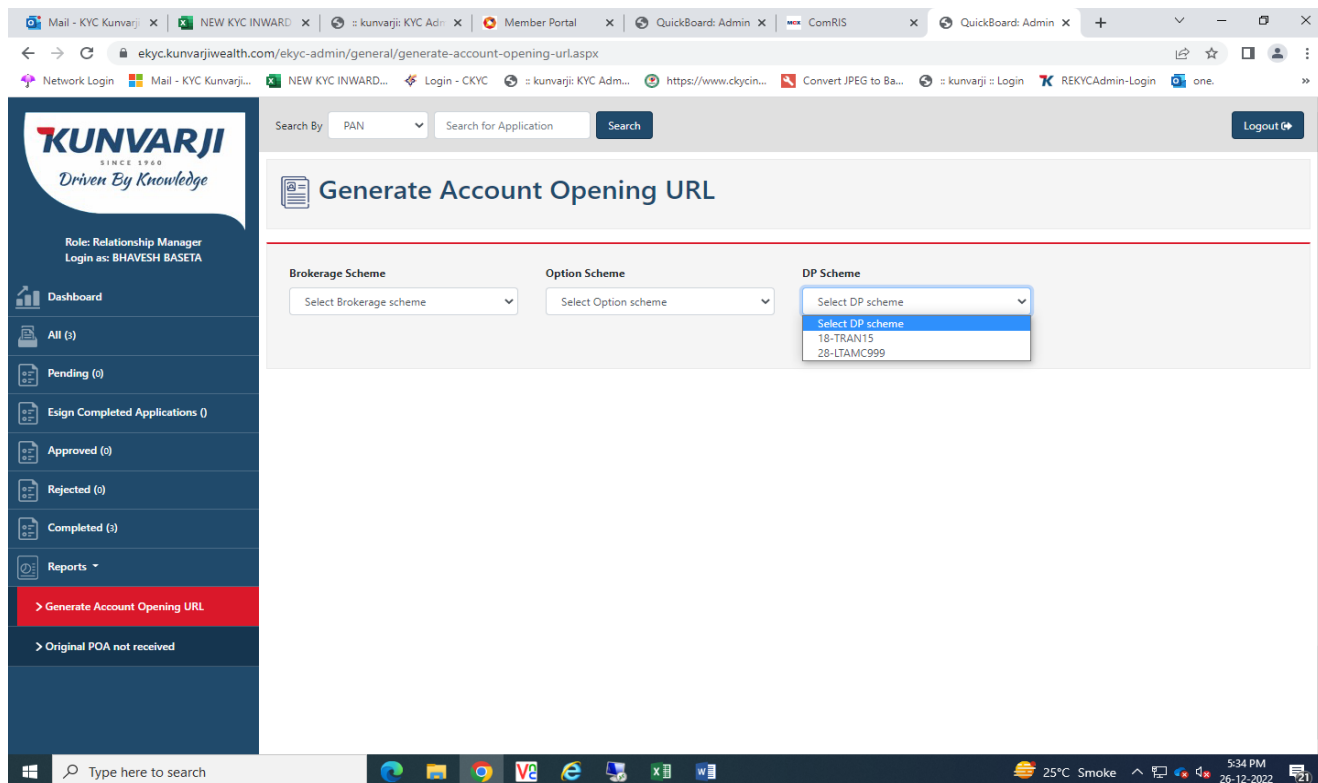 Mail - KYC Kunvarji
NEW KYC INWARD
:: kunvarji: KYC Adm
Member Portal
QuickBoard: Admin
MCX ComRIS
QuickBoard: Admin
ekyc.kunvarjiwealth.com/ekyc-admin/general/generate-account-opening-url.aspx
Network Login
Mail - KYC Kunvarji...
NEW KYC INWARD...
Login - CKYC
:: kunvarji: KYC Adm...
https://www.ckycin...
Convert JPEG to Ba...
:: kunvarji :: Login
REKYCAdmin-Login
one.
»
KUNVARJI
SINCE 1960
Driven By Knowledge
Role: Relationship Manager
Login as: BHAVESH BASETA
Dashboard
All (3)
Pending (0)
Esign Completed Applications ()
Approved (0)
Rejected (0)
Completed (3)
Reports
> Generate Account Opening URL
> Original POA not received
Search By PAN Search for Application Search Logout
Generate Account Opening URL
Brokerage Scheme Option Scheme DP Scheme
Select Brokerage scheme Select Option scheme Select DP scheme
Select DP scheme
18-TRAN15
28-LTAMC999
Type here to search
25°C Smoke
5:34 PM
26-12-2022
21